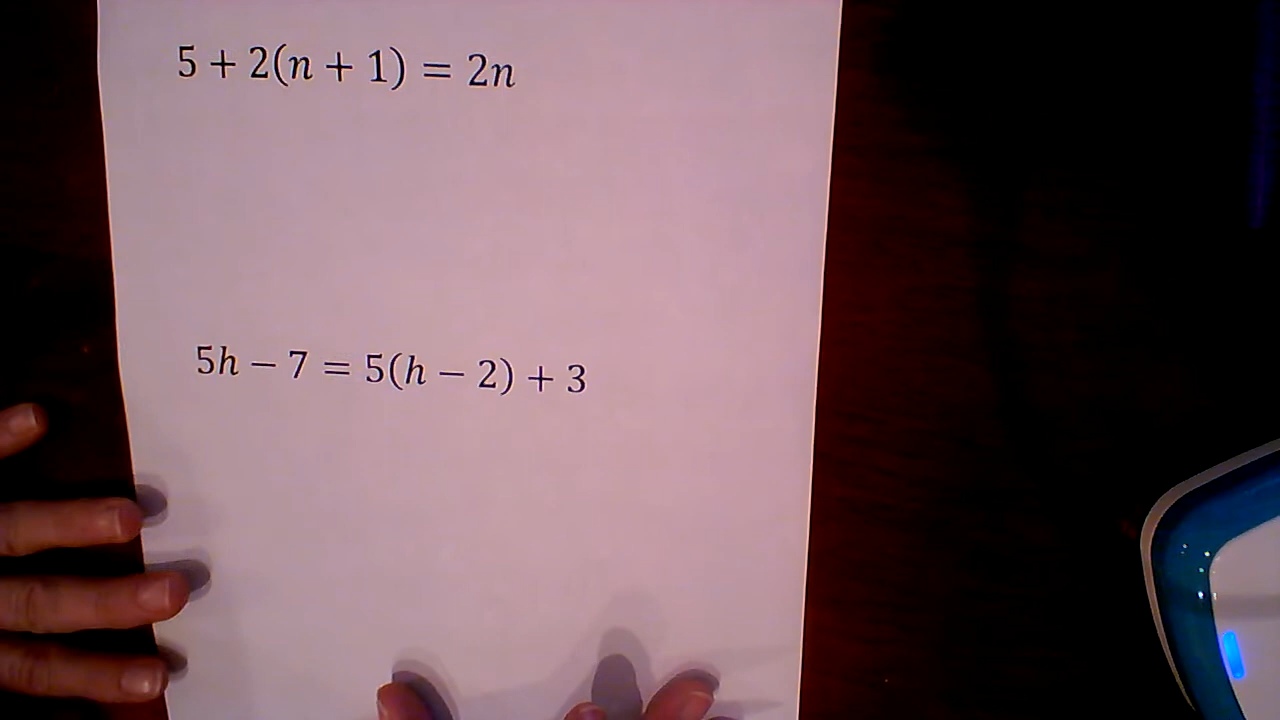 5 + 2(n + 1) = 2n
5h − 7 = 5(h − 2) + 3